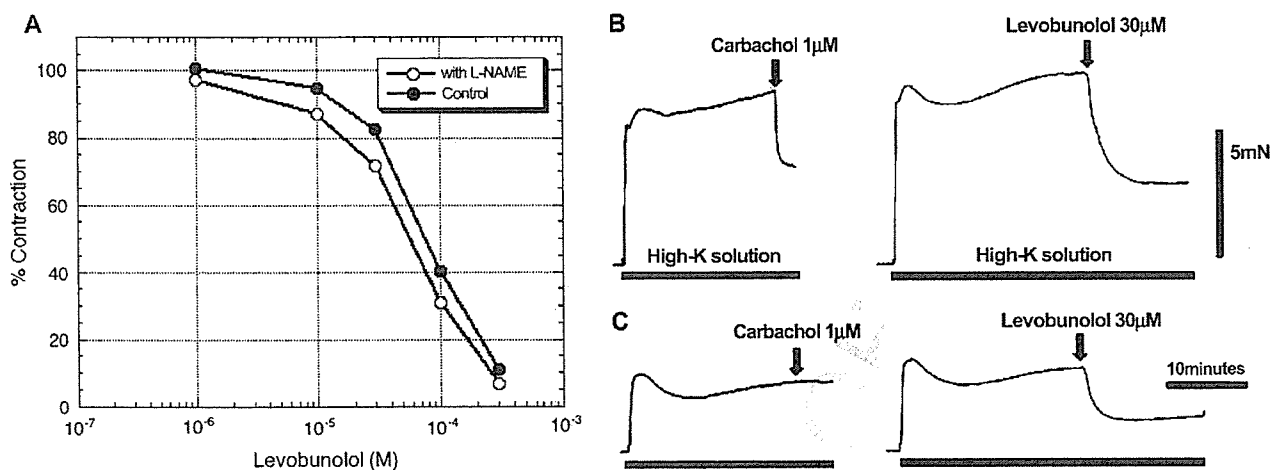 A
100
80
60
40
20
0
% Contraction
with L-NAME
Control
10⁻⁷
10⁻⁶
10⁻⁵
10⁻⁴
10⁻³
Levobunolol (M)
B
Carbachol 1μM
High-K solution
Levobunolol 30μM
High-K solution
5mN
C
Carbachol 1μM
Levobunolol 30μM
10minutes